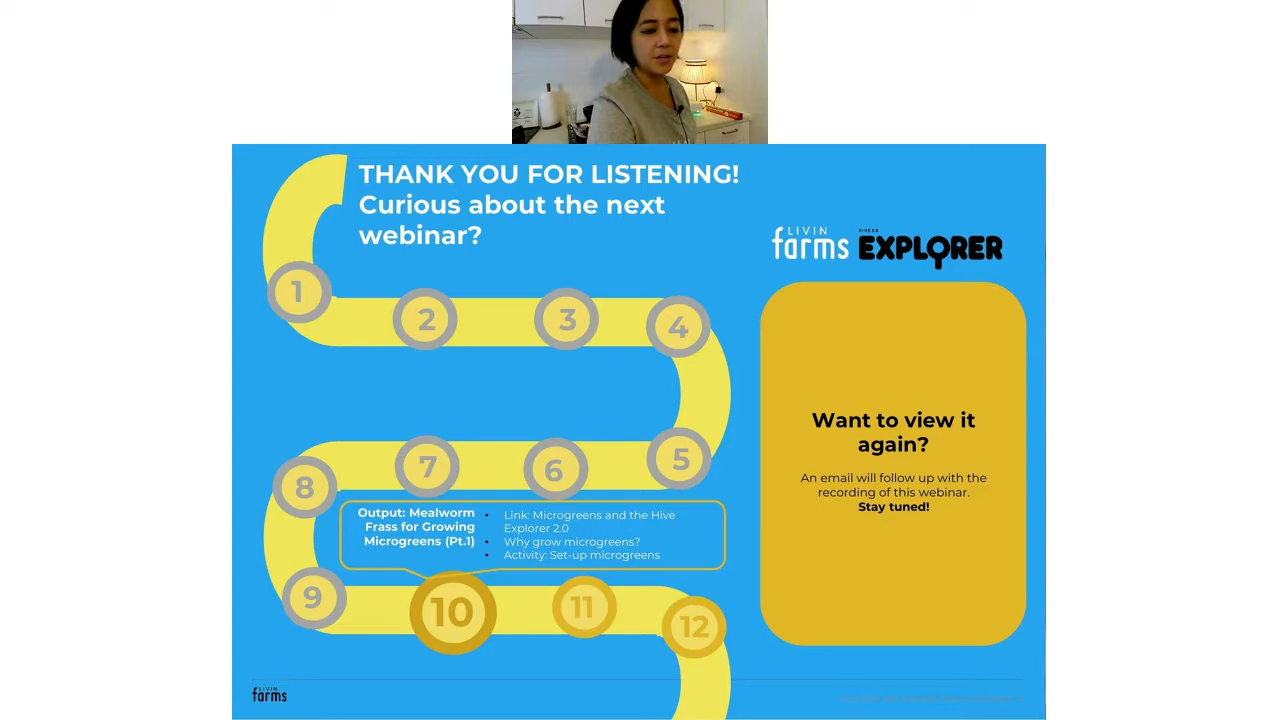 THANK YOU FOR LISTENING!
Curious about the next
webinar?
LIVIN
farms
EXPLORER
1
2
3
4
5
6
7
8
Output: Mealworm
Frass for Growing
Microgreens (Pt.1)
• Link: Microgreens and the Hive
Explorer 2.0
• Why grow microgreens?
• Activity: Set-up microgreens
9
10
11
12
Want to view it
again?
An email will follow up with the
recording of this webinar.
Stay tuned!
LIVIN
farms